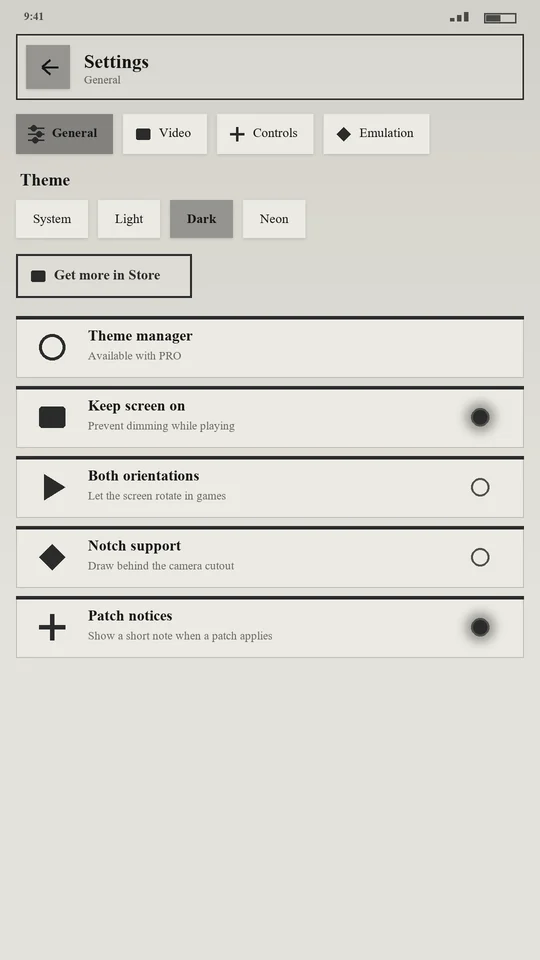 9:41
Settings
General
General
Video
Controls
Emulation
Theme
System
Light
Dark
Neon
Get more in Store
Theme manager
Available with PRO
Keep screen on
Prevent dimming while playing
Both orientations
Let the screen rotate in games
Notch support
Draw behind the camera cutout
Patch notices
Show a short note when a patch applies